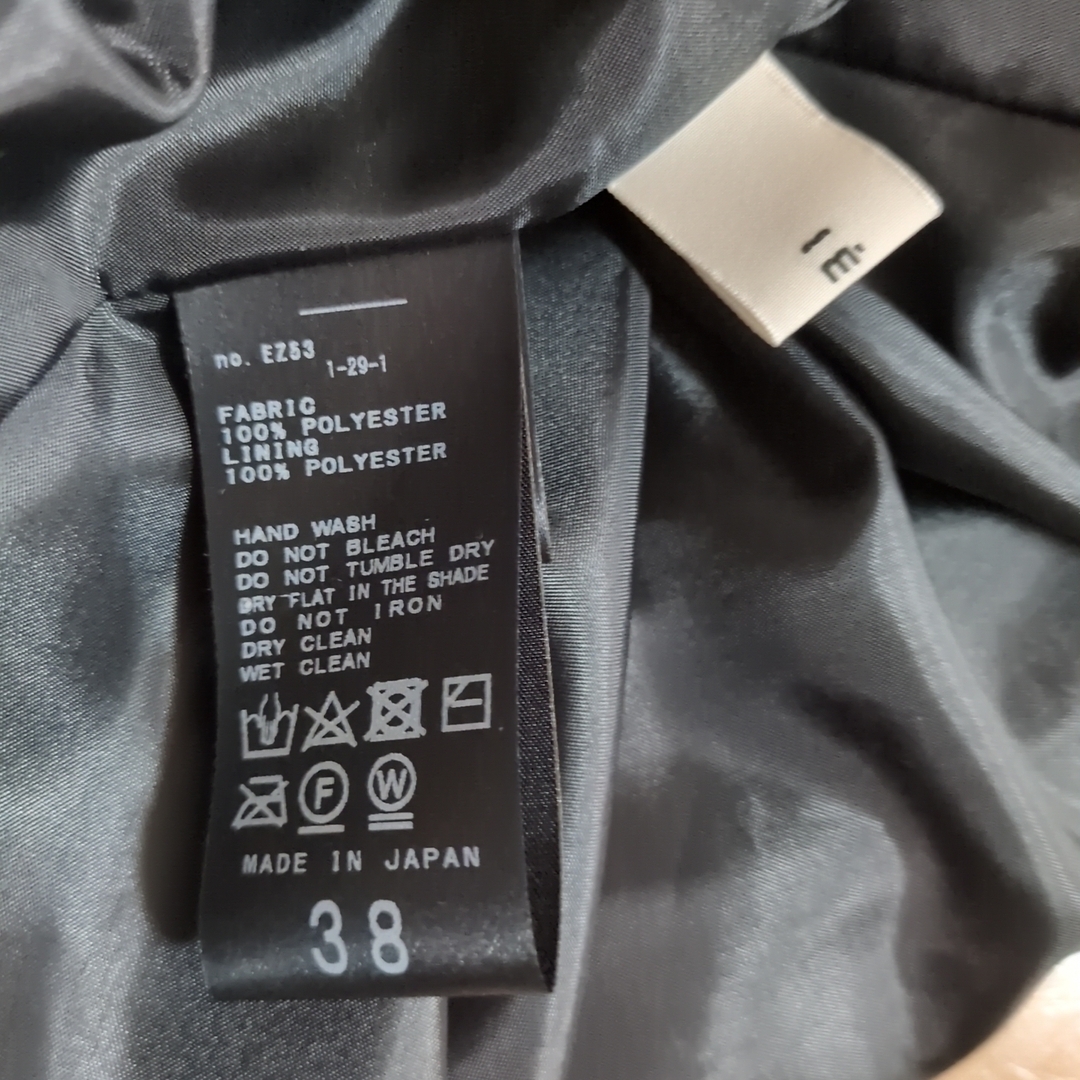 no. EZ53
1-29-1
FABRIC
100% POLYESTER
LINING
100% POLYESTER
HAND WASH
DO NOT BLEACH
DO NOT TUMBLE DRY
DRY FLAT IN THE SHADE
DO NOT IRON
DRY CLEAN
WET CLEAN
F W
MADE IN JAPAN
38